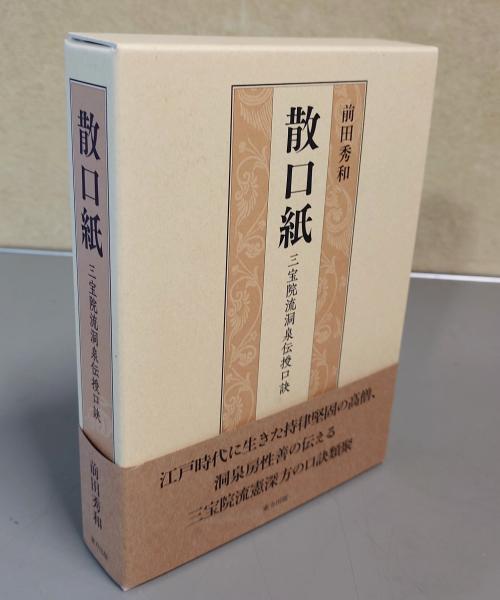 散口紙
三宝院流洞泉伝授口訣
前田秀和
前田秀和
散口紙
三宝院流洞泉伝授口訣
江戸時代に生きた持律堅固の高僧、
洞泉房性善の伝える
三宝院流憲深方の口訣類聚